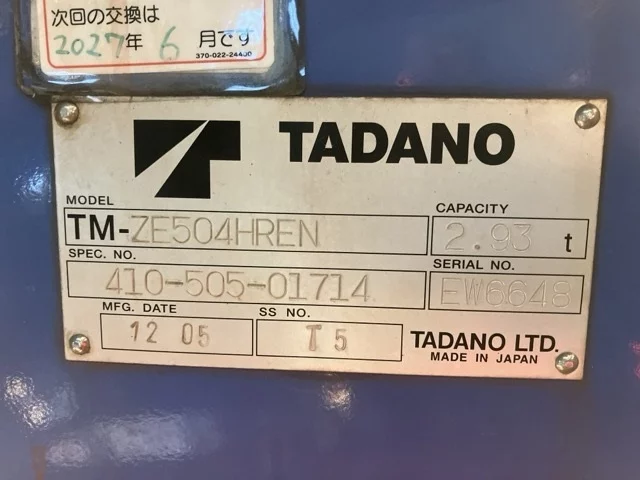 次回の交換は
2027年 6 月です
370-022-24400
TADANO
MODEL
TM-ZE504HREN
CAPACITY
2.93 t
SPEC. NO.
410-505-01714
SERIAL NO.
EW6648
MFG. DATE
12 05
SS NO.
T5
TADANO LTD.
MADE IN JAPAN